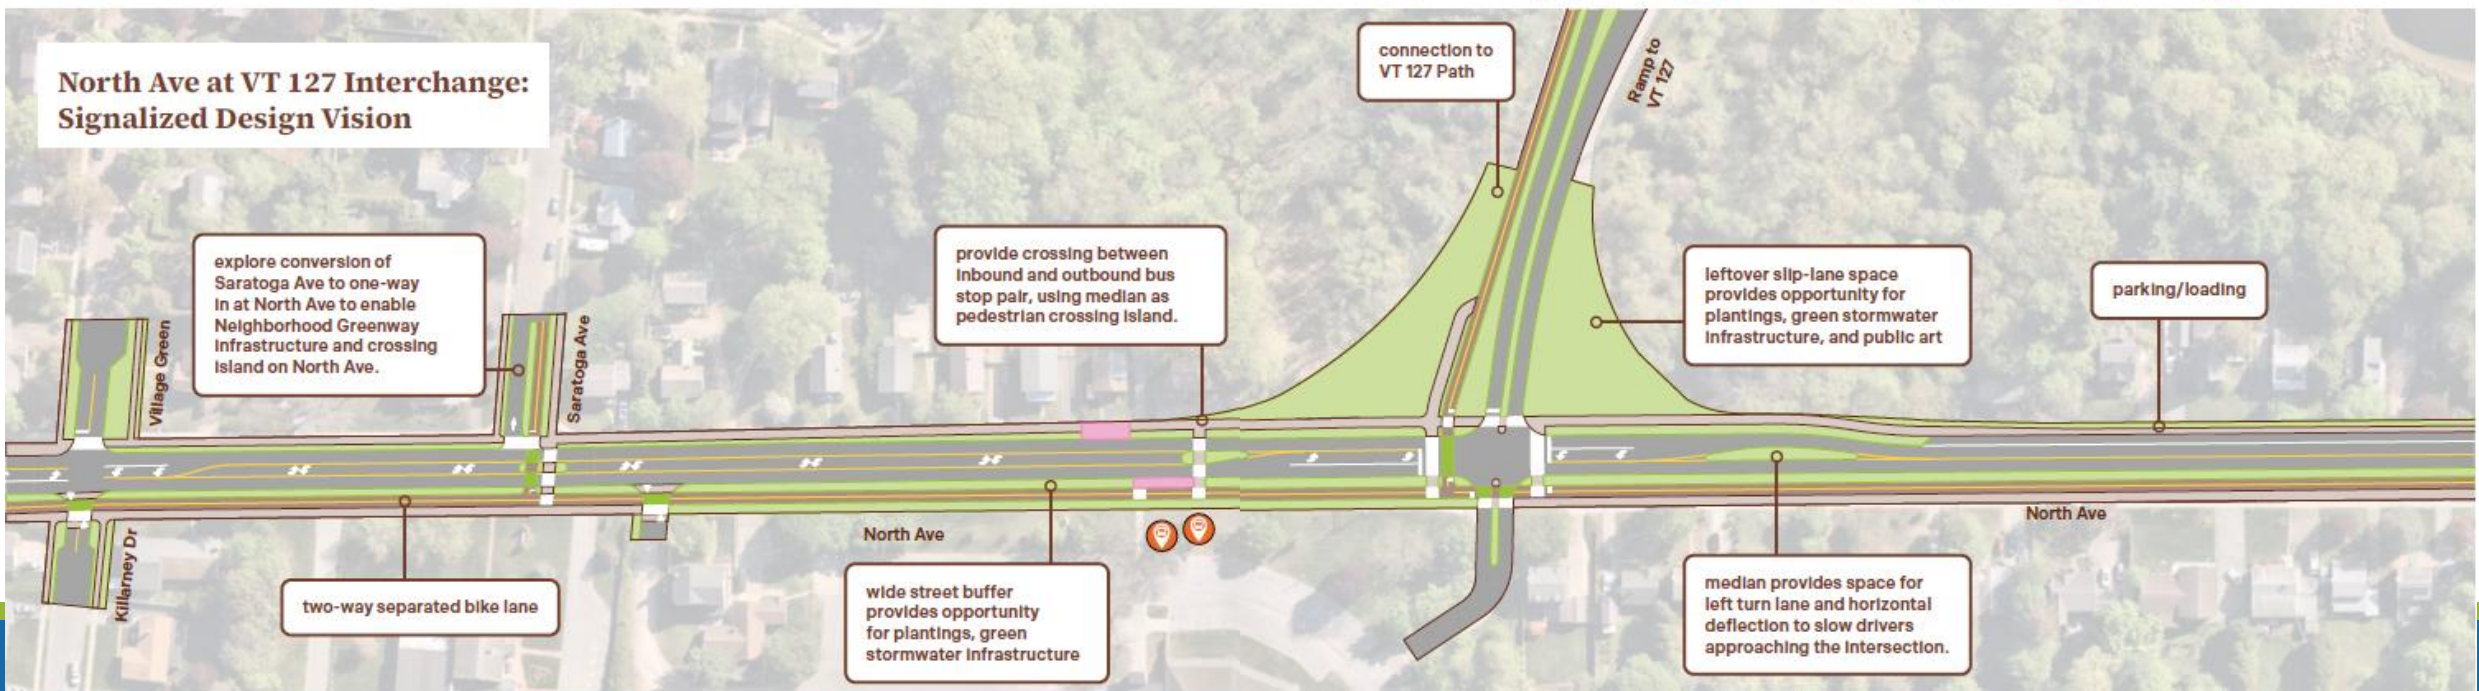 North Ave at VT 127 Interchange:
Signalized Design Vision
connection to
VT 127 Path
Ramp to
VT 127
explore conversion of
Saratoga Ave to one-way
in at North Ave to enable
Neighborhood Greenway
infrastructure and crossing
island on North Ave.
provide crossing between
inbound and outbound bus
stop pair, using median as
pedestrian crossing island.
leftover slip-lane space
provides opportunity for
plantings, green stormwater
infrastructure, and public art
parking/loading
Village Green
Saratoga Ave
North Ave
North Ave
Killarney Dr
two-way separated bike lane
wide street buffer
provides opportunity
for plantings, green
stormwater infrastructure
median provides space for
left turn lane and horizontal
deflection to slow drivers
approaching the intersection.